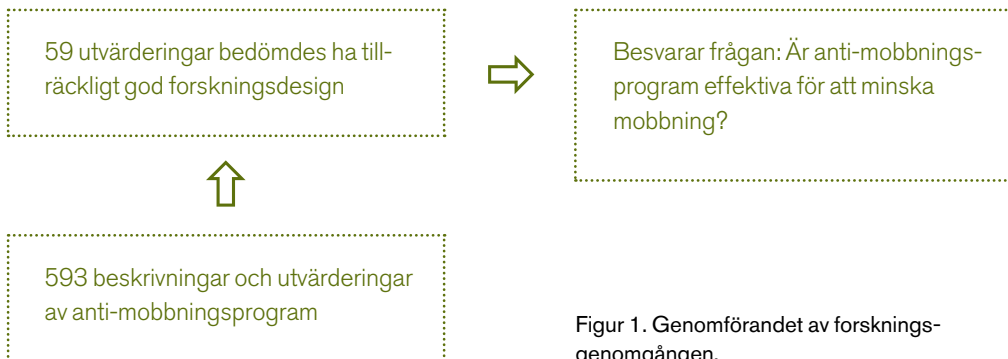 59 utvärderingar bedömdes ha till-
räckligt god forskningsdesign
Besvarar frågan: Är anti-mobbnings-
program effektiva för att minska
mobbning?
593 beskrivningar och utvärderingar
av anti-mobbningsprogram
Figur 1. Genomförandet av forsknings-
genomgången.